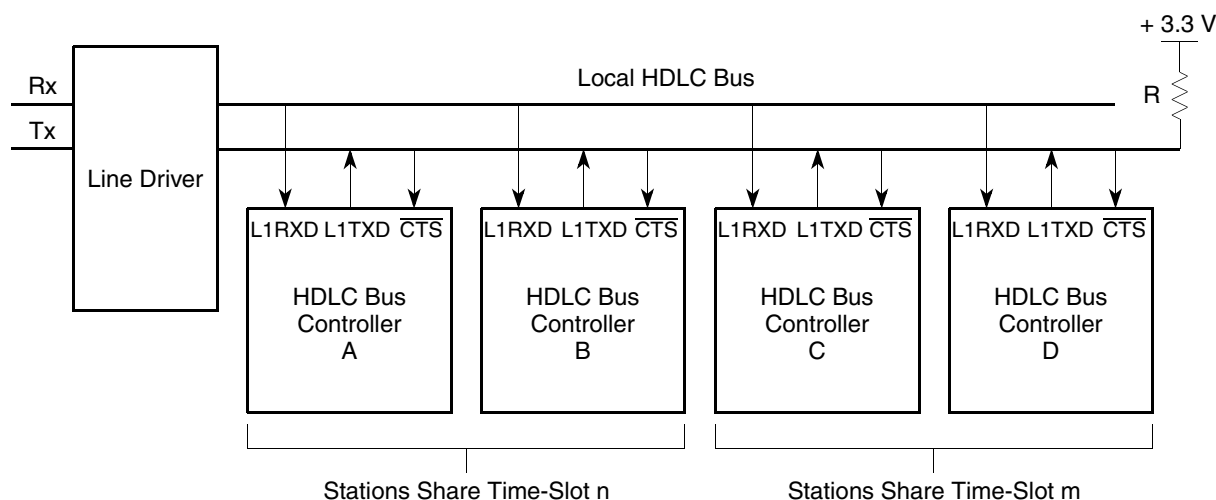 + 3.3 V
Rx
Local HDLC Bus
R
Tx
Line Driver
L1RXD L1TXD CTS
L1RXD L1TXD CTS
L1RXD L1TXD CTS
L1RXD L1TXD CTS
HDLC Bus
Controller
A
HDLC Bus
Controller
B
HDLC Bus
Controller
C
HDLC Bus
Controller
D
Stations Share Time-Slot n
Stations Share Time-Slot m